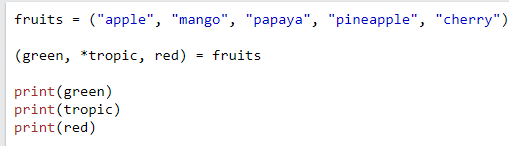 fruits = ("apple", "mango", "papaya", "pineapple", "cherry")
(green, *tropic, red) = fruits
print(green)
print(tropic)
print(red)